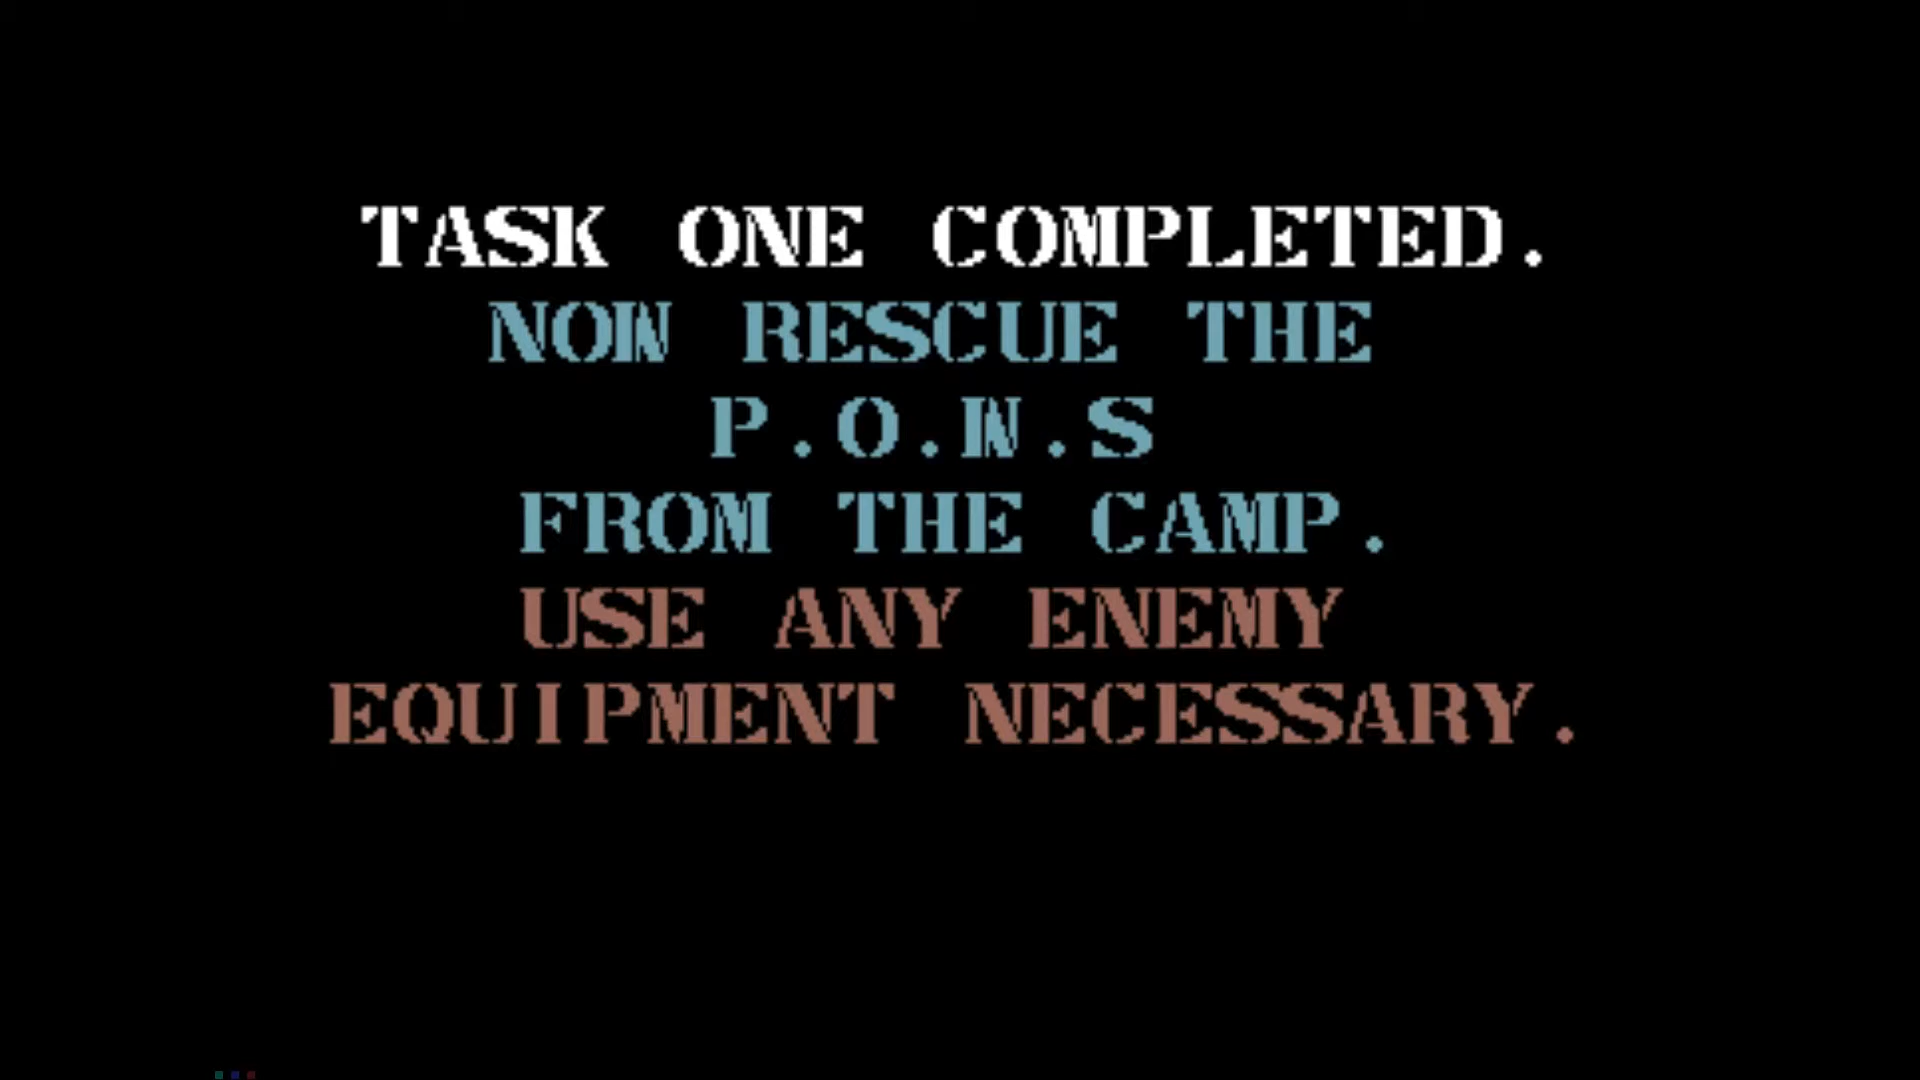 TASK ONE COMPLETED.
NOW RESCUE THE
P.O.W.S
FROM THE CAMP.
USE ANY ENEMY
EQUIPMENT NECESSARY.